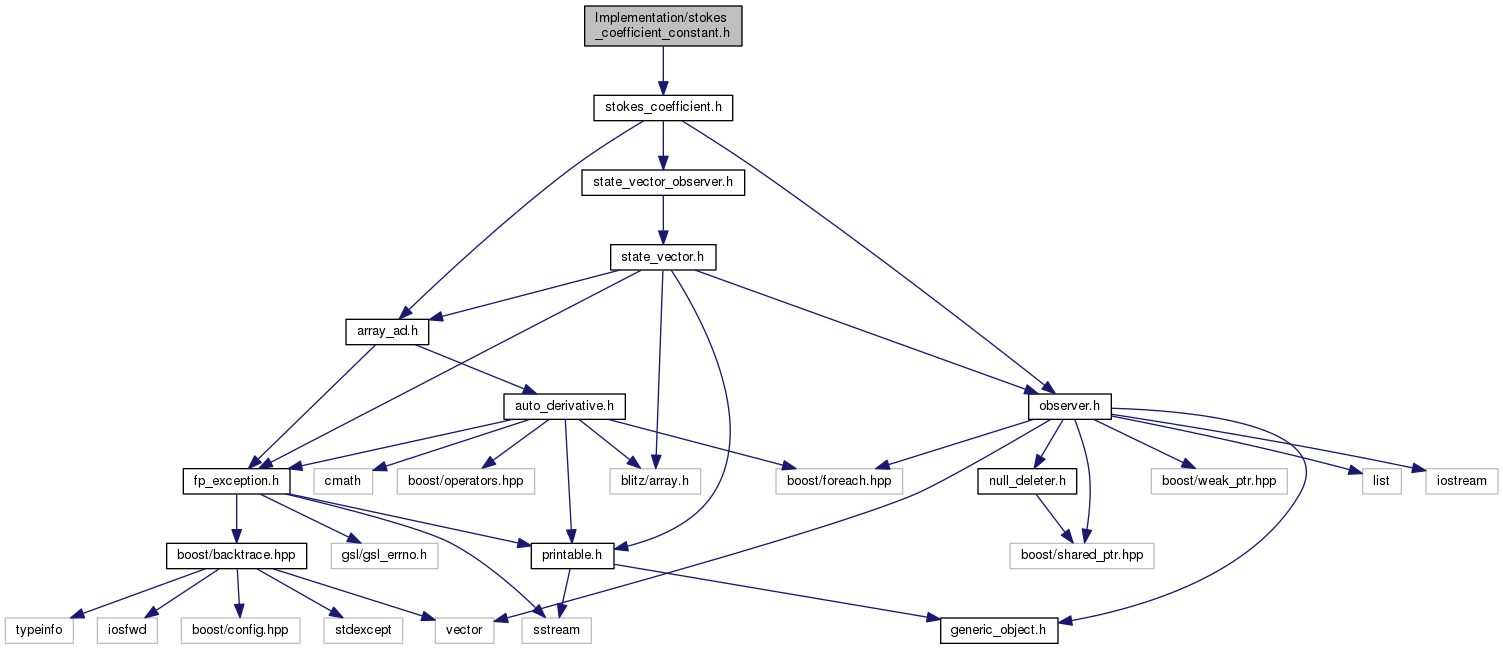 Implementation/stokes
_coefficient_constant.h
stokes_coefficient.h
state_vector_observer.h
state_vector.h
array_ad.h
auto_derivative.h
observer.h
fp_exception.h
cmath
boost/operators.hpp
blitz/array.h
boost/foreach.hpp
null_deleter.h
boost/weak_ptr.hpp
list
iostream
boost/backtrace.hpp
gsl/gsl_errno.h
printable.h
boost/shared_ptr.hpp
typeinfo
iosfwd
boost/config.hpp
stdexcept
vector
sstream
generic_object.h